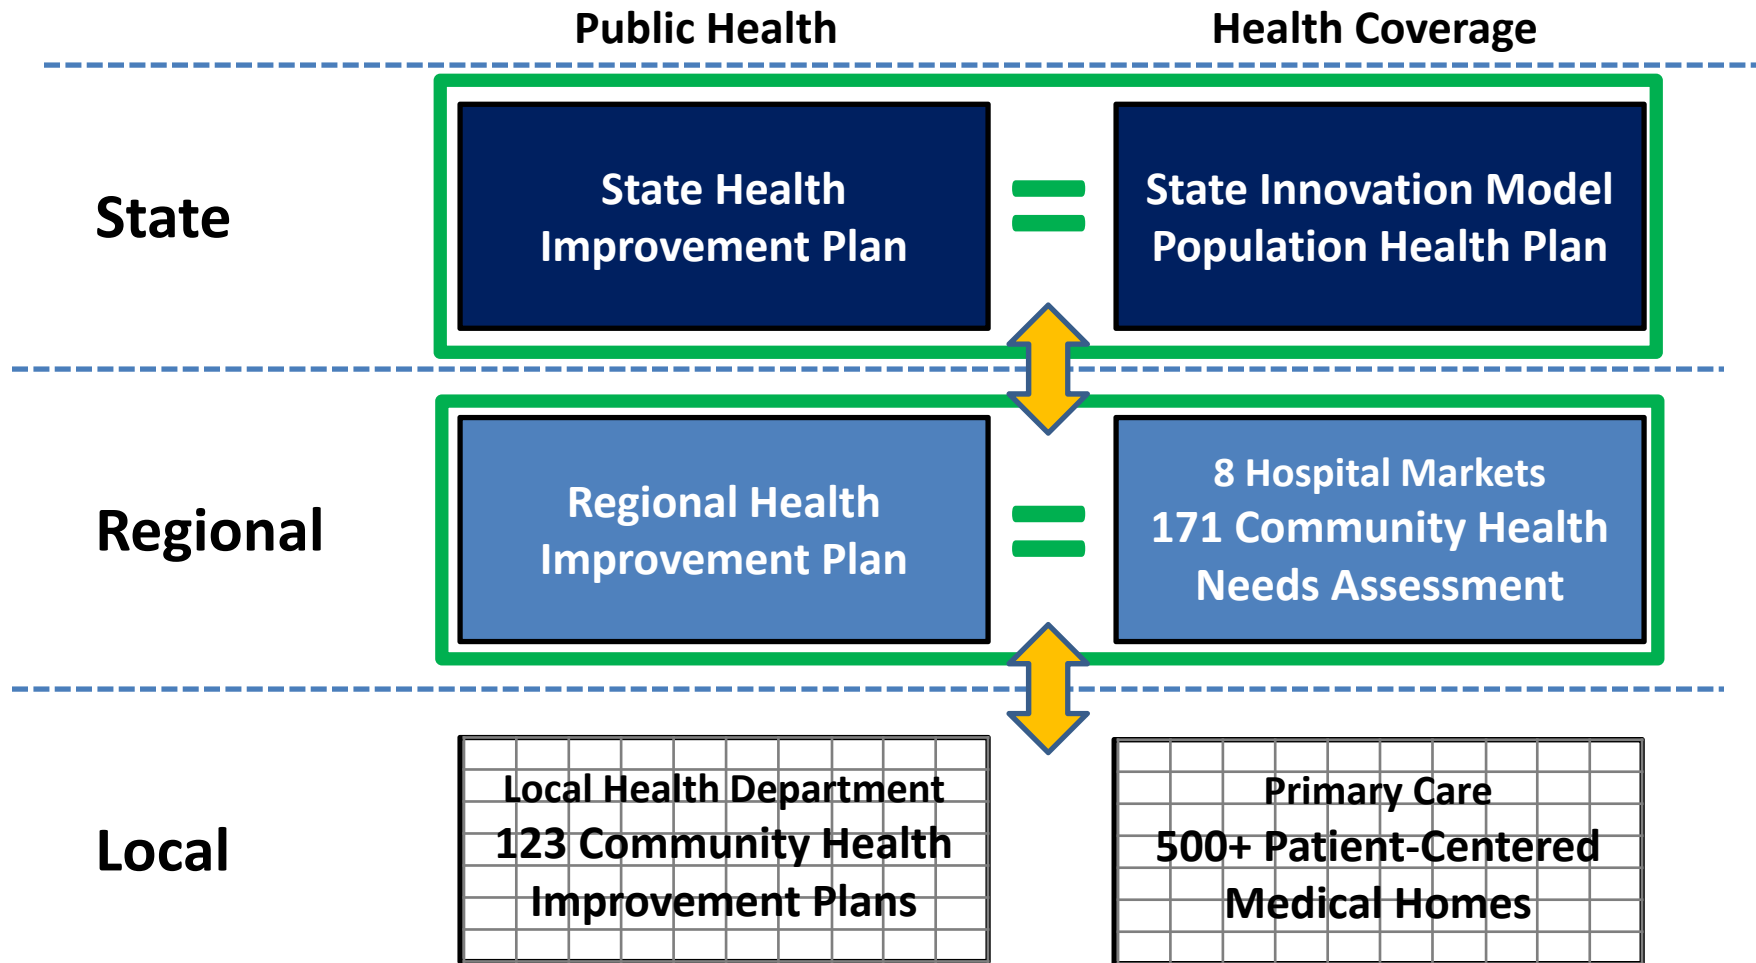 Public Health
Health Coverage
State
State Health
Improvement Plan
State Innovation Model
Population Health Plan
Regional
Regional Health
Improvement Plan
8 Hospital Markets
171 Community Health
Needs Assessment
Local
Local Health Department
123 Community Health
Improvement Plans
Primary Care
500+ Patient-Centered
Medical Homes